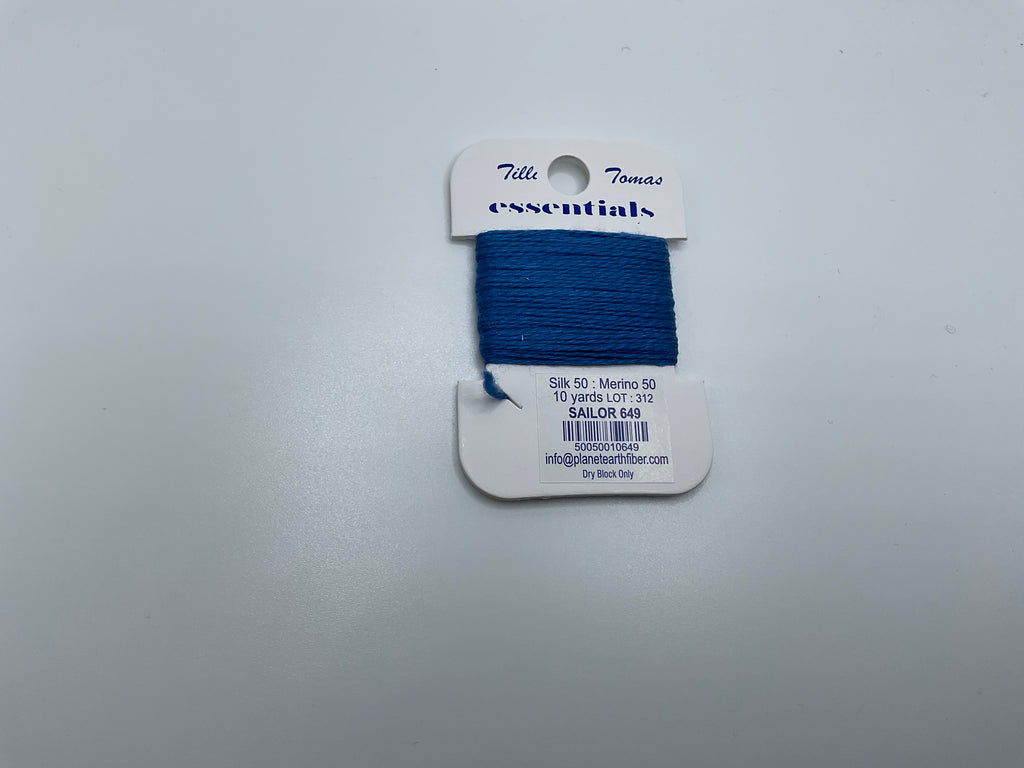 Tilli Tomas
essentials
Silk 50 : Merino 50
10 yards LOT : 312
SAILOR 649
50050010649
info@planetearthfiber.com
Dry Block Only